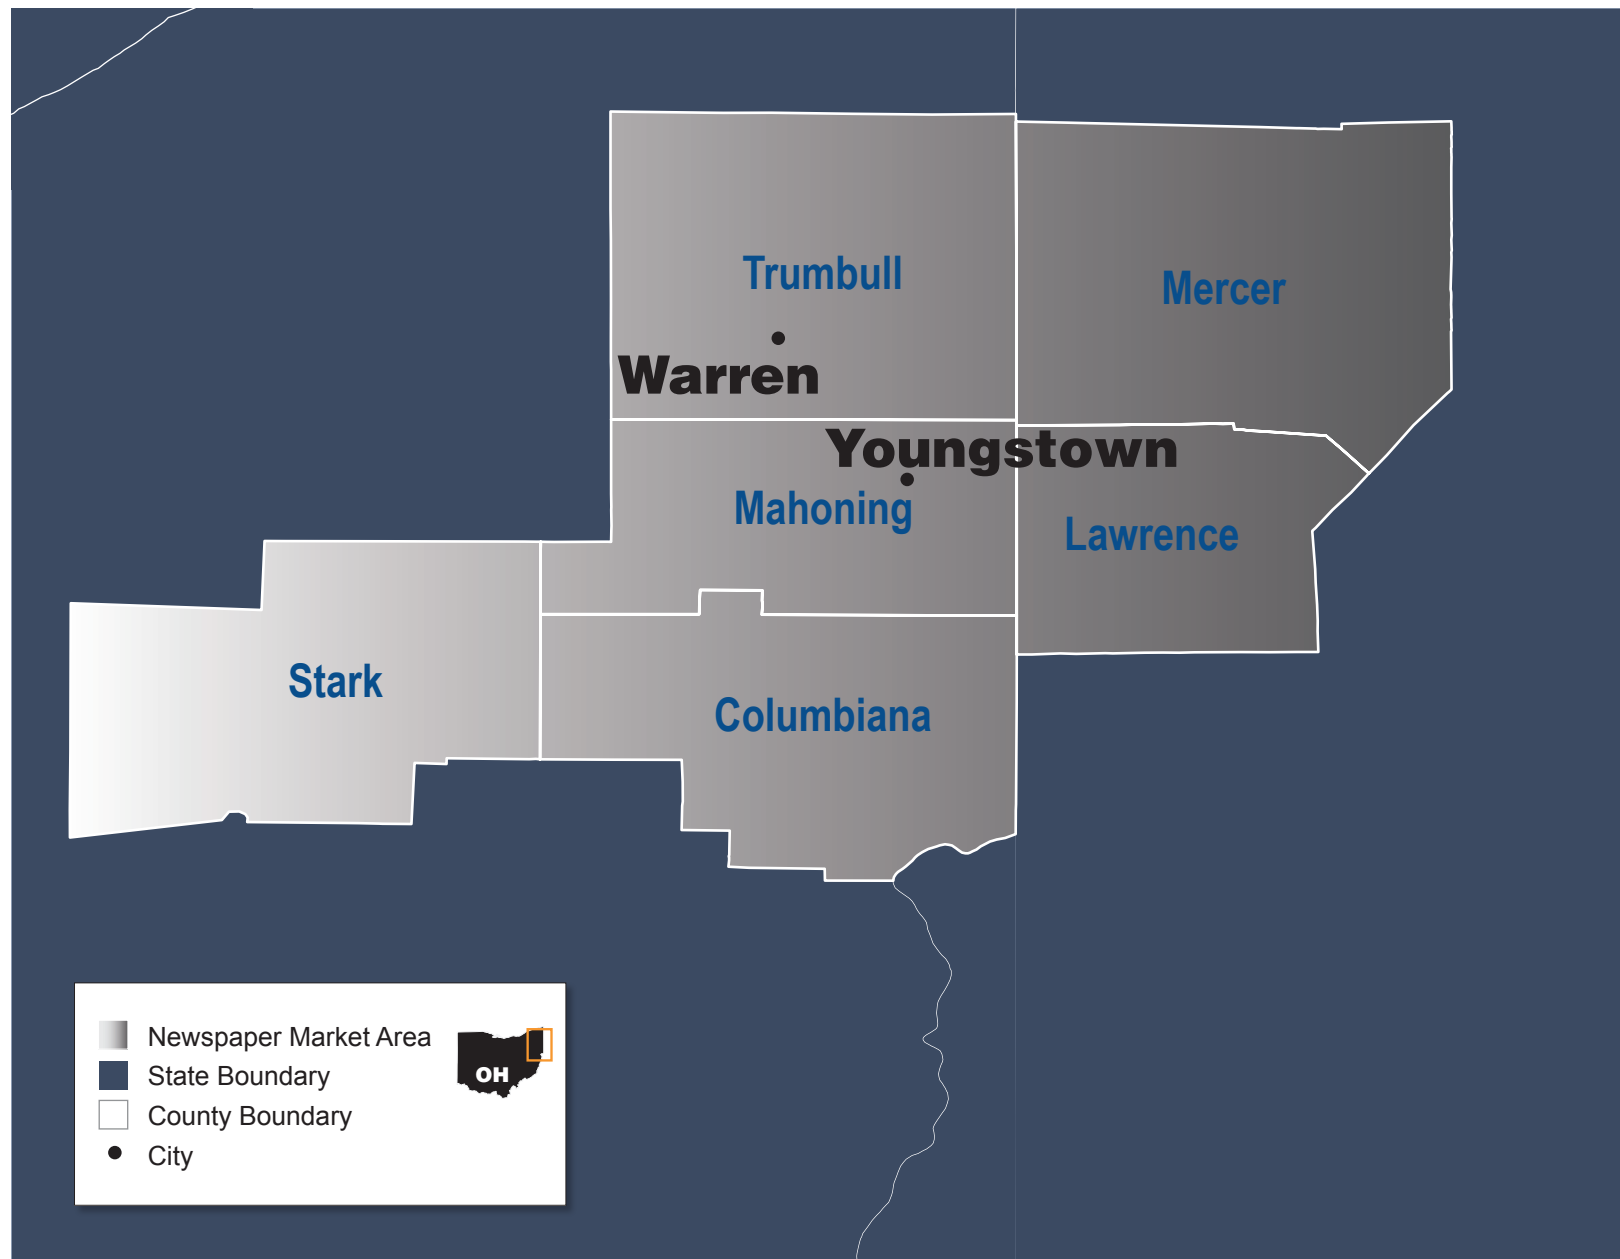 Trumbull
Mercer
Warren
Youngstown
Mahoning
Lawrence
Stark
Columbiana
Newspaper Market Area
State Boundary
County Boundary
City
OH